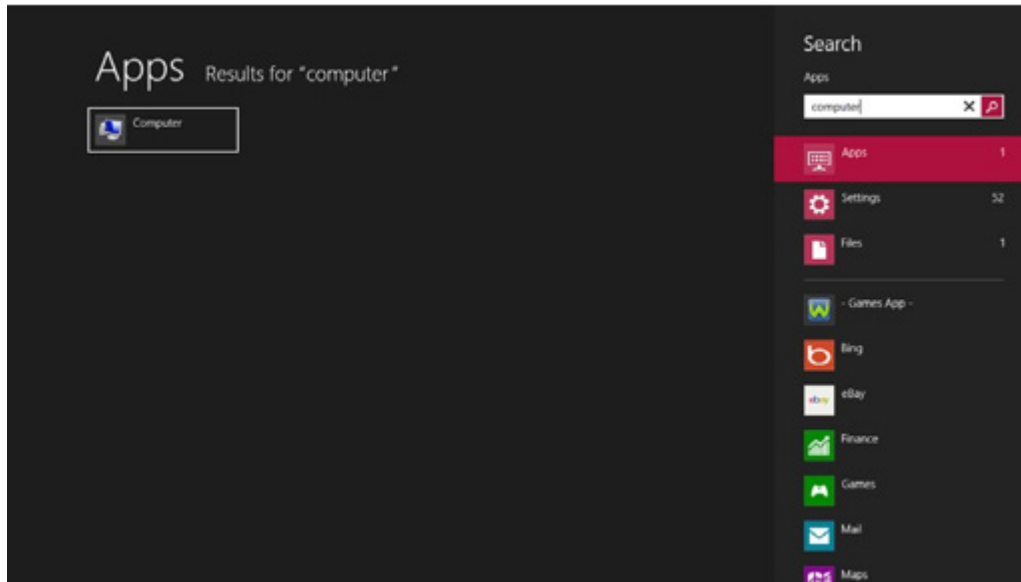 Apps Results for "computer"
Computer
Search
Apps
computer
Apps 1
Settings 52
Files 1
- Games App -
Bing
ebay
eBay
Finance
Games
Mail
Maps